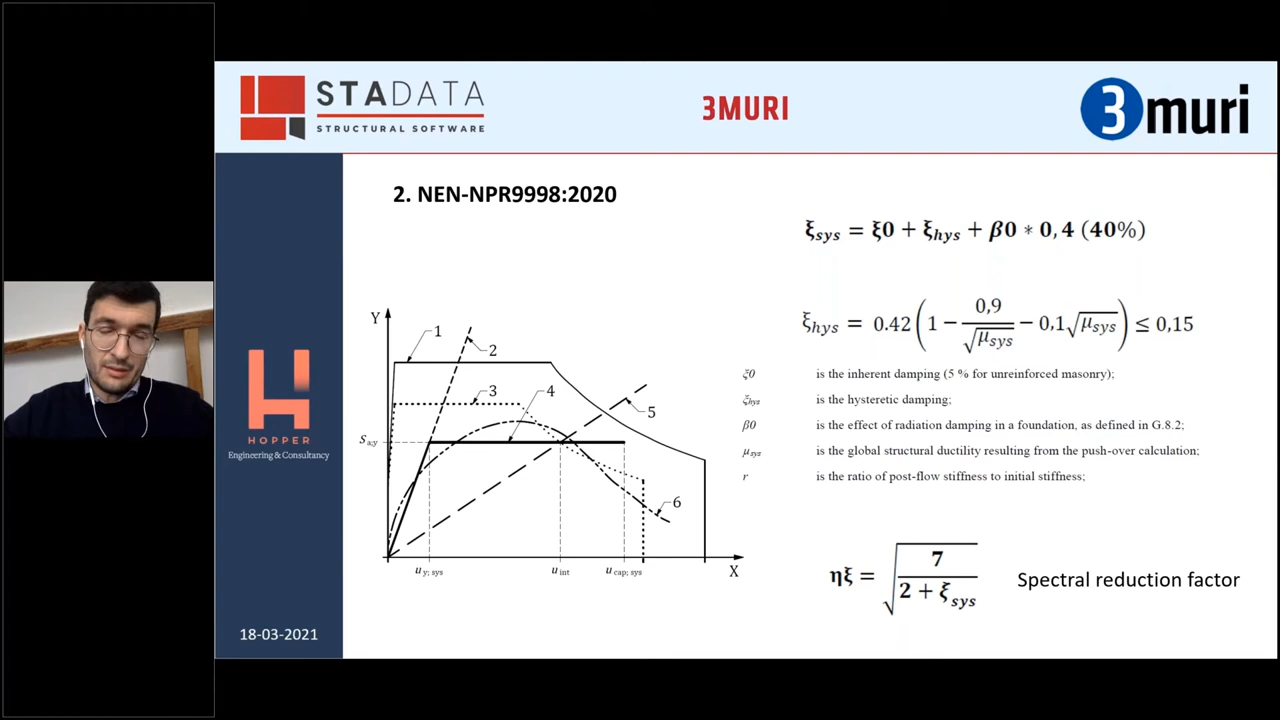 STADATA
STRUCTURAL SOFTWARE
3MURI
3muri
2. NEN-NPR9998:2020
ξsys = ξ0 + ξhys + β0 * 0,4 (40%)
ξhys = 0.42(1 − 0,9/√μsys − 0,1√μsys) ≤ 0,15
Y
1
2
3
4
5
6
Sa;y
uy; sys
uint
ucap; sys
X
ξ0 is the inherent damping (5 % for unreinforced masonry);
ξhys is the hysteretic damping;
β0 is the effect of radiation damping in a foundation, as defined in G.8.2;
μsys is the global structural ductility resulting from the push-over calculation;
r is the ratio of post-flow stiffness to initial stiffness;
ηξ = √(7/(2 + ξsys))
Spectral reduction factor
HOPPER
Engineering & Consultancy
18-03-2021